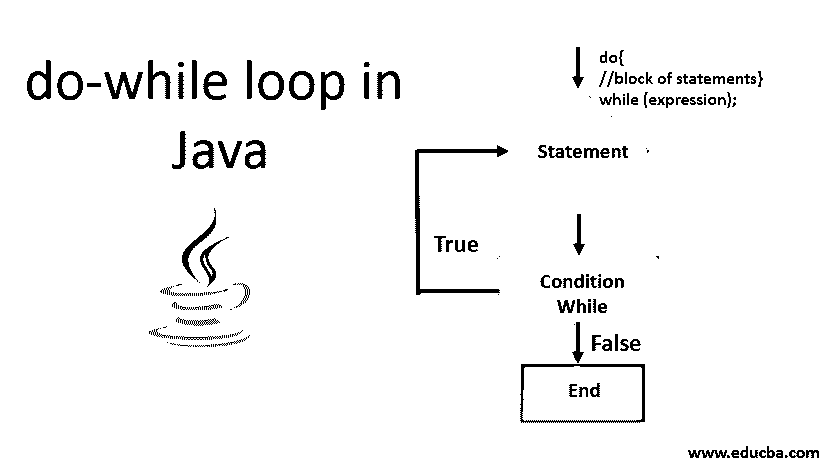 do-while loop in
Java
do{
//block of statements}
while (expression);
Statement
True
Condition
While
False
End
www.educba.com